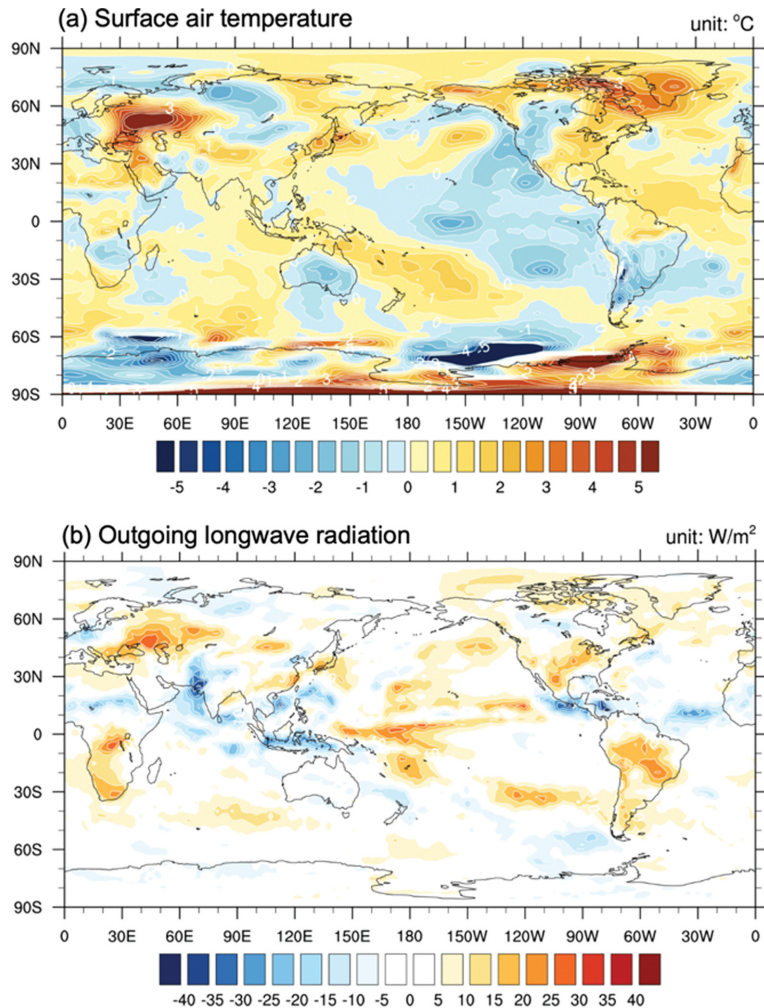 (a) Surface air temperature unit: °C
90N
60N
30N
0
30S
60S
90S
0 30E 60E 90E 120E 150E 180 150W 120W 90W 60W 30W 0
-5 -4 -3 -2 -1 0 1 2 3 4 5
(b) Outgoing longwave radiation unit: W/m²
90N
60N
30N
0
30S
60S
90S
0 30E 60E 90E 120E 150E 180 150W 120W 90W 60W 30W 0
-40 -35 -30 -25 -20 -15 -10 -5 0 5 10 15 20 25 30 35 40